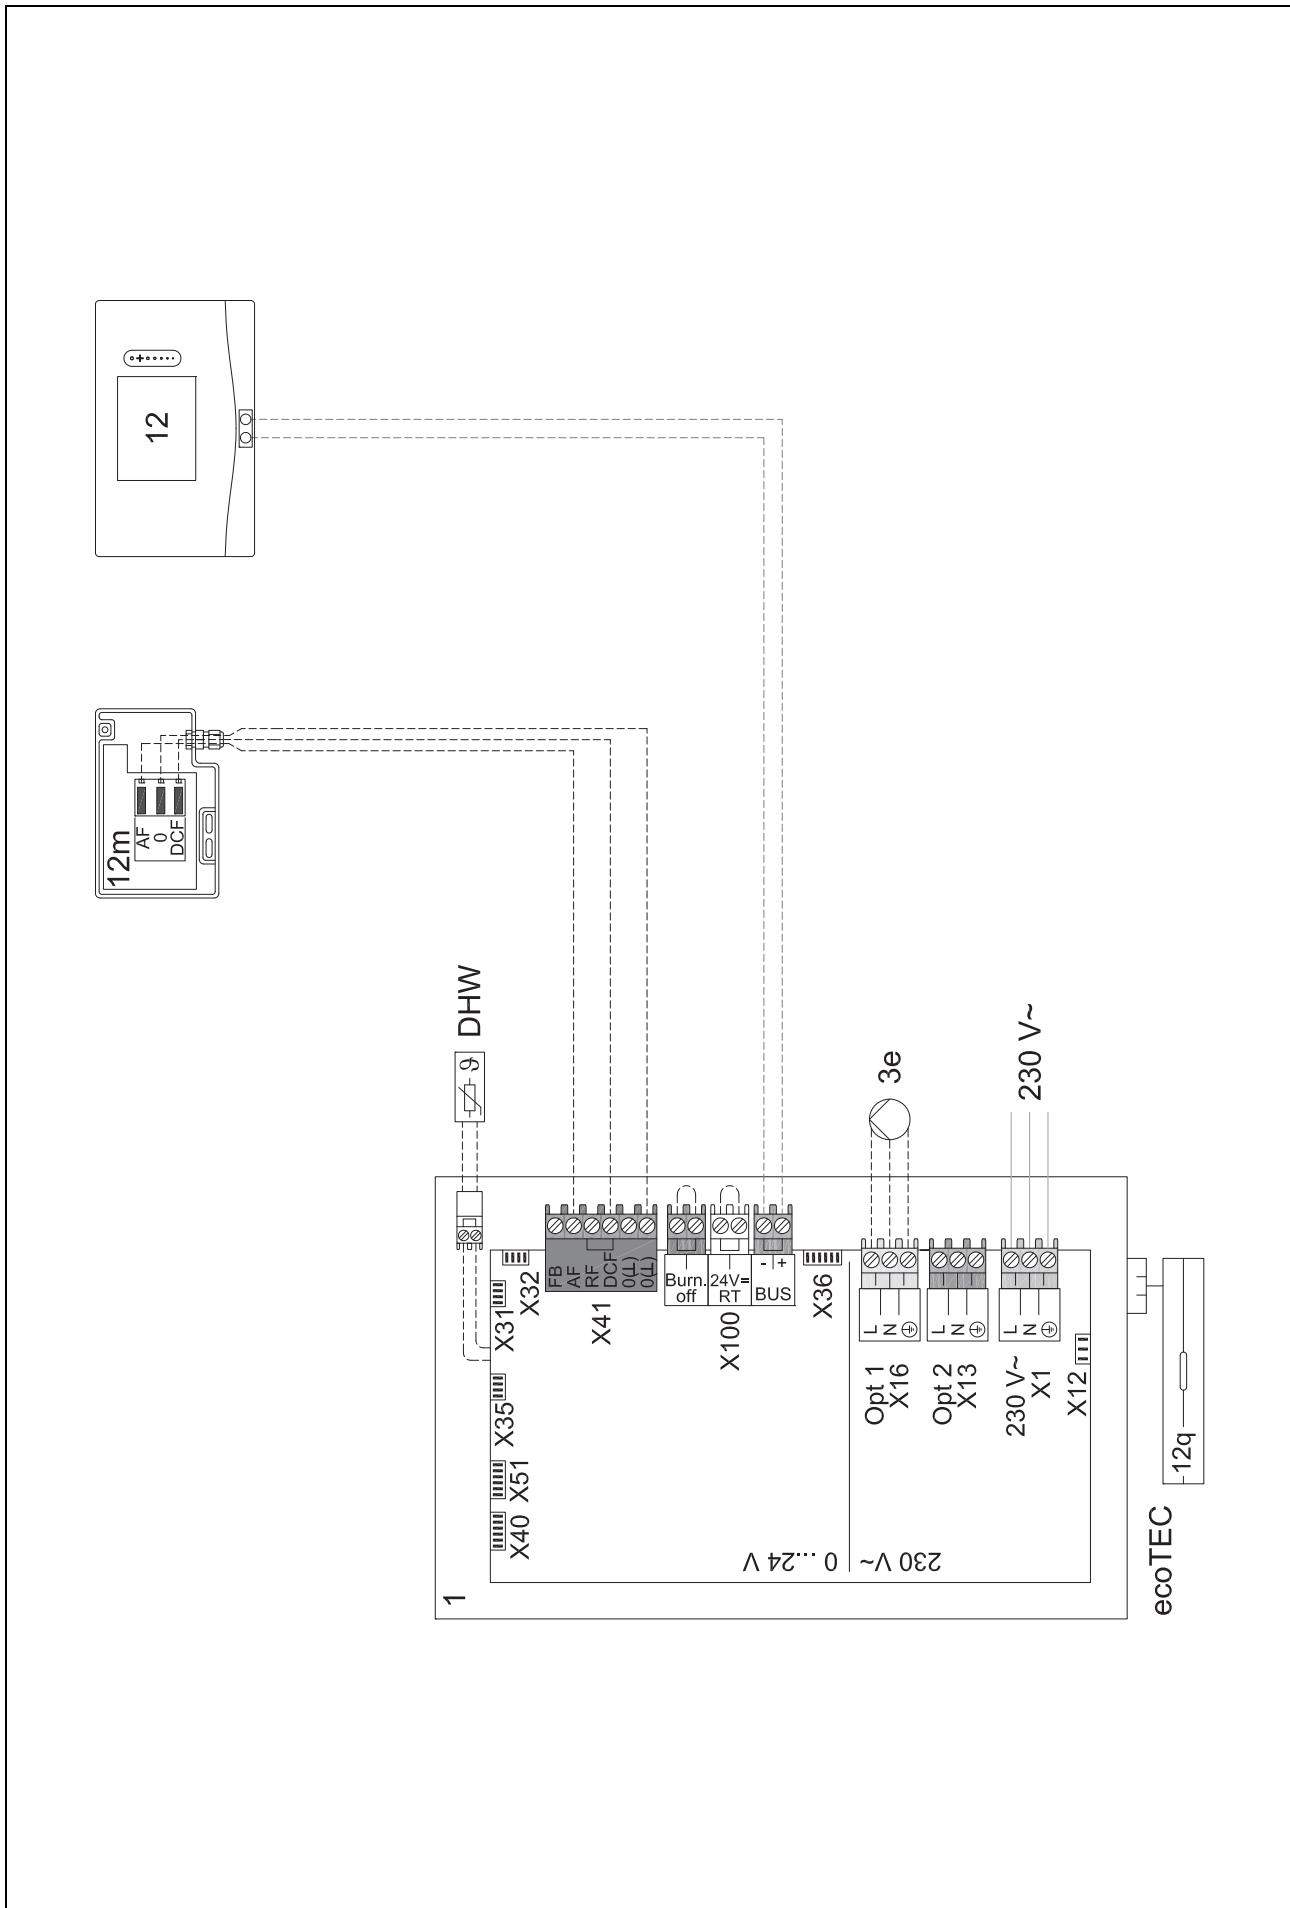 12
12m
AF
0
DCF
DHW
ϑ
3e
230 V~
X40
X51
X35
X31
X32
FB
AF
RF
DCF
0(⊥)
0(⊥)
X41
Burn.
off
24V=
RT
X100
- +
BUS
X36
L
N
Opt 1
X16
L
N
Opt 2
X13
L
N
230 V~
X1
X12
0...24 V
230 V~
1
ecoTEC
12q